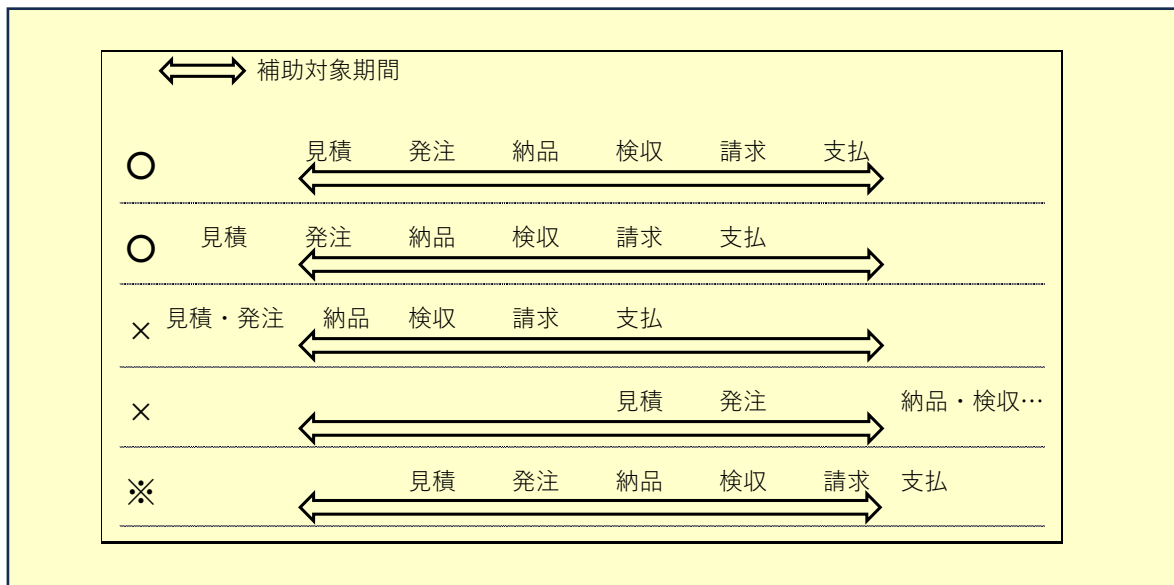 補助対象期間
○ 見積 発注 納品 検収 請求 支払
○ 見積 発注 納品 検収 請求 支払
× 見積・発注 納品 検収 請求 支払
× 見積 発注 納品・検収…
※ 見積 発注 納品 検収 請求 支払